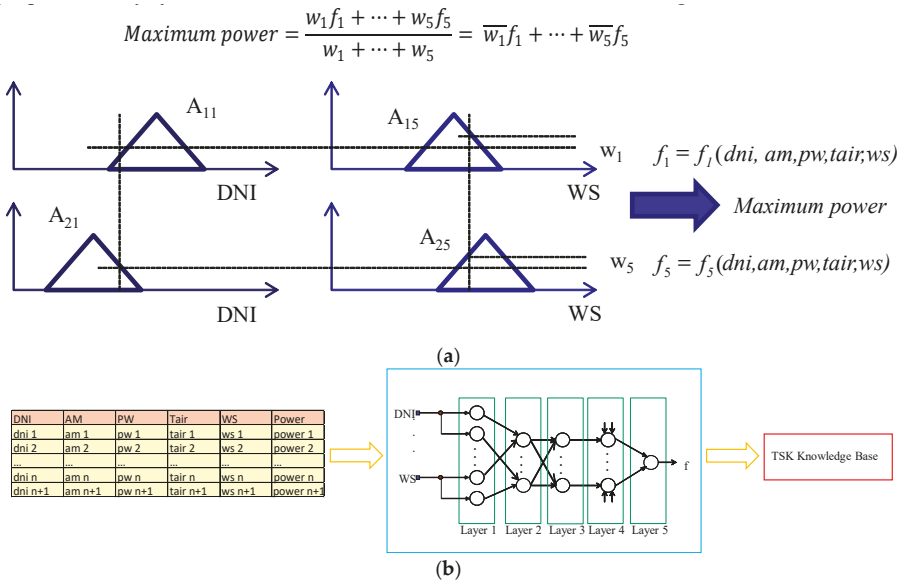 Maximum power = w₁f₁ + ⋯ + w₅f₅ / w₁ + ⋯ + w₅ = w̅₁f₁ + ⋯ + w̅₅f₅
A₁₁
A₁₅
DNI
WS
w₁ f₁ = f₁(dni, am,pw,tair,ws)
Maximum power
A₂₁
A₂₅
DNI
WS
w₅ f₅ = f₅(dni,am,pw,tair,ws)
(a)
DNI AM PW Tair WS Power
dni 1 am 1 pw 1 tair 1 ws 1 power 1
dni 2 am 2 pw 2 tair 2 ws 2 power 2
... ... ... ... ... ...
dni n am n pw n tair n ws n power n
dni n+1 am n+1 pw n+1 tair n+1 ws n+1 power n+1
DNI
WS
f
Layer 1 Layer 2 Layer 3 Layer 4 Layer 5
TSK Knowledge Base
(b)